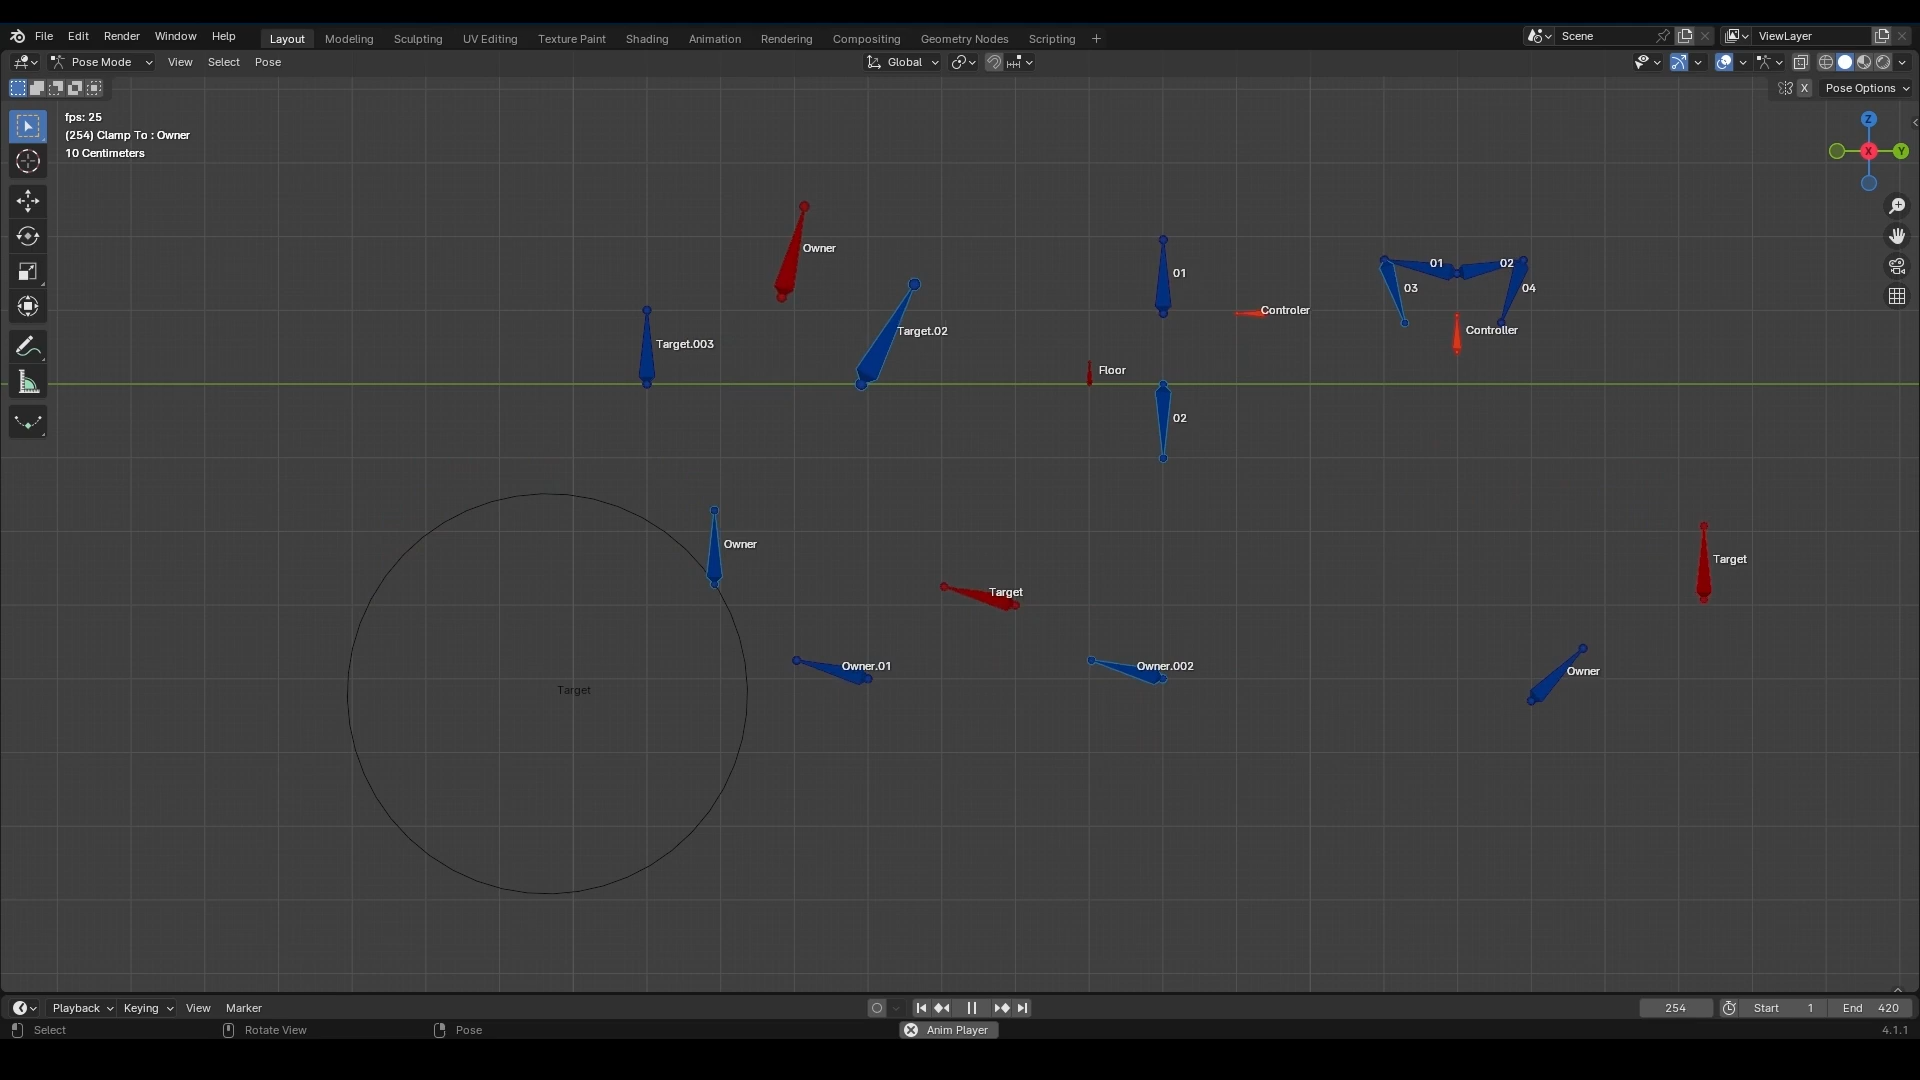 File Edit Render Window Help Layout Modeling Sculpting UV Editing Texture Paint Shading Animation Rendering Compositing Geometry Nodes Scripting + Scene ViewLayer
Pose Mode View Select Pose Global
X Pose Options
fps: 25
(254) Clamp To : Owner
10 Centimeters
Z
X Y
Owner
01
01 02
03 04
Controler
Target.02 Controller
Target.003
Floor
02
Owner
Target
Target
Owner.01 Owner.002 Owner
Target
Playback Keying View Marker 254 Start 1 End 420
Select Rotate View Pose Anim Player 4.1.1